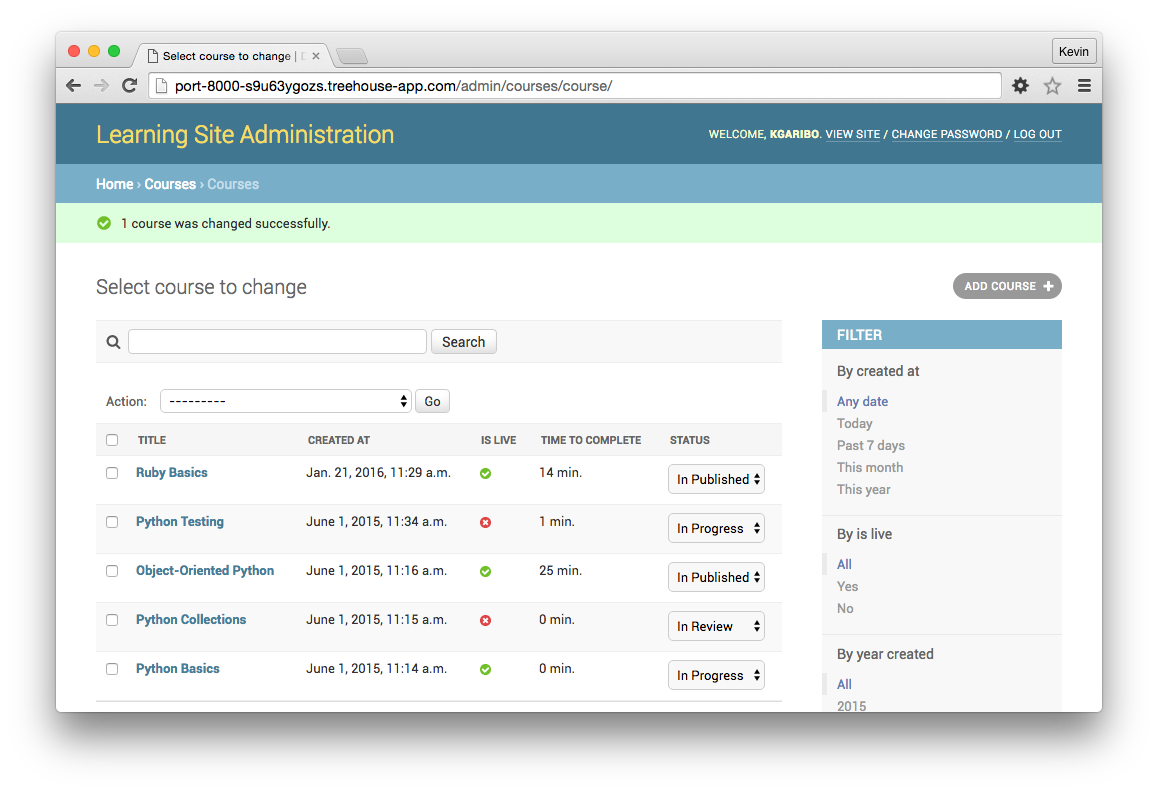 Select course to change | D
Kevin
port-8000-s9u63ygozs.treehouse-app.com/admin/courses/course/
Learning Site Administration
WELCOME, KGARIBO. VIEW SITE / CHANGE PASSWORD / LOG OUT
Home › Courses › Courses
1 course was changed successfully.
Select course to change
ADD COURSE +
Search
Action: --------- Go
TITLE CREATED AT IS LIVE TIME TO COMPLETE STATUS
Ruby Basics Jan. 21, 2016, 11:29 a.m. 14 min. In Published
Python Testing June 1, 2015, 11:34 a.m. 1 min. In Progress
Object-Oriented Python June 1, 2015, 11:16 a.m. 25 min. In Published
Python Collections June 1, 2015, 11:15 a.m. 0 min. In Review
Python Basics June 1, 2015, 11:14 a.m. 0 min. In Progress
FILTER
By created at
Any date
Today
Past 7 days
This month
This year
By is live
All
Yes
No
By year created
All
2015